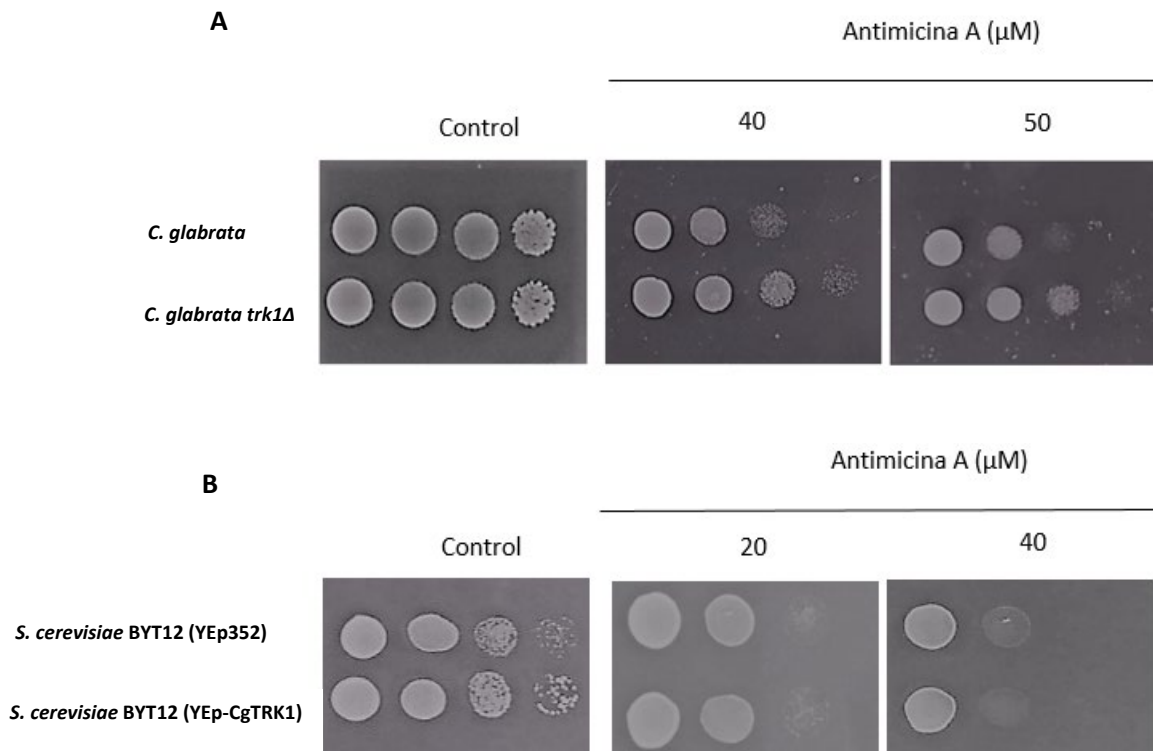 A
Antimicina A (µM)
Control
40
50
C. glabrata
C. glabrata trk1Δ
B
Antimicina A (µM)
Control
20
40
S. cerevisiae BYT12 (YEp352)
S. cerevisiae BYT12 (YEp-CgTRK1)